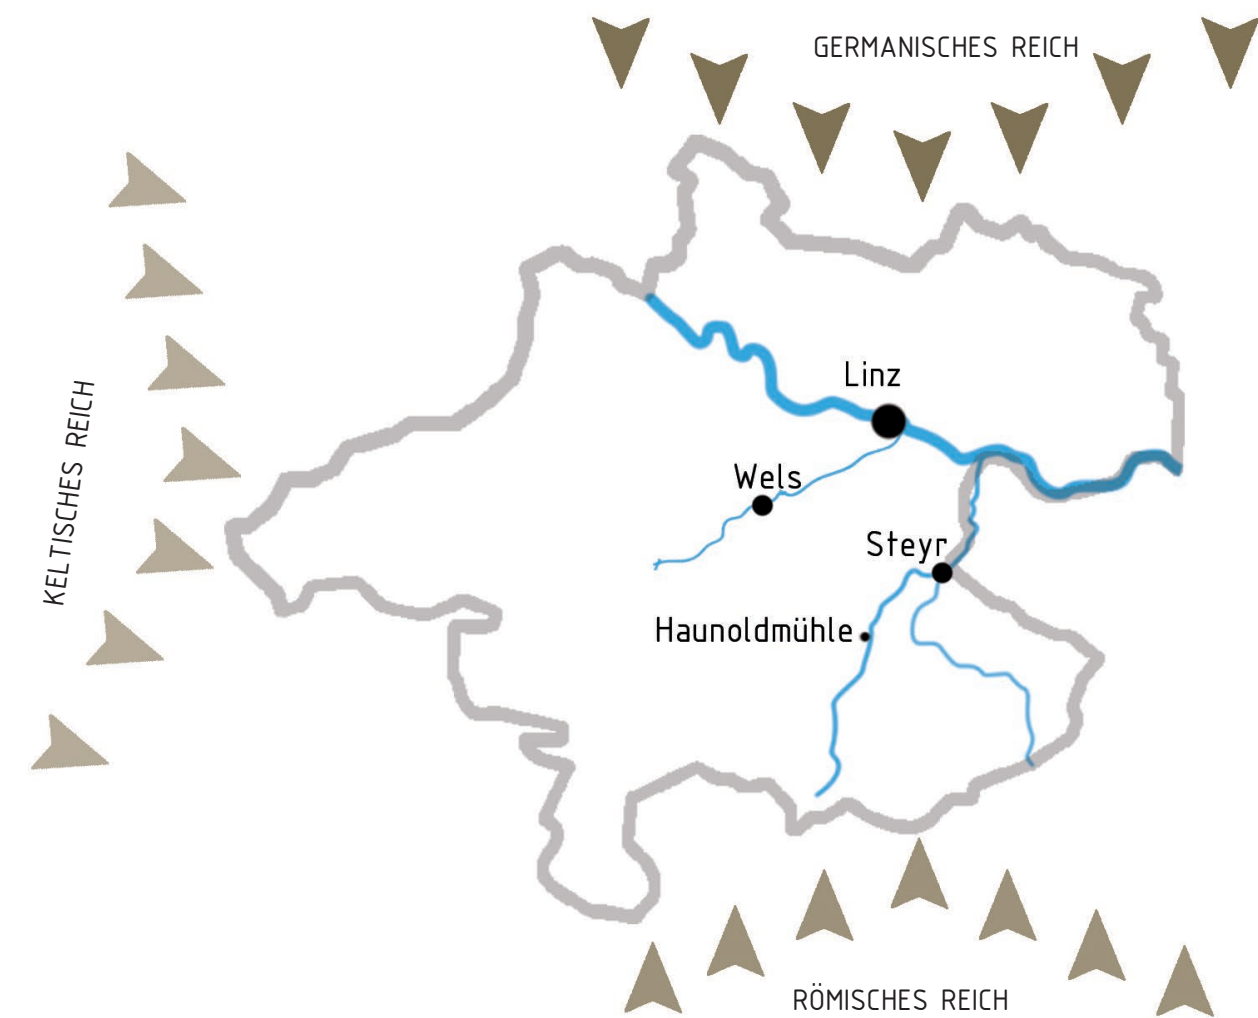 GERMANISCHES REICH
Linz
KELTISCHES REICH
Wels
Steyr
Haunoldmühle
RÖMISCHES REICH